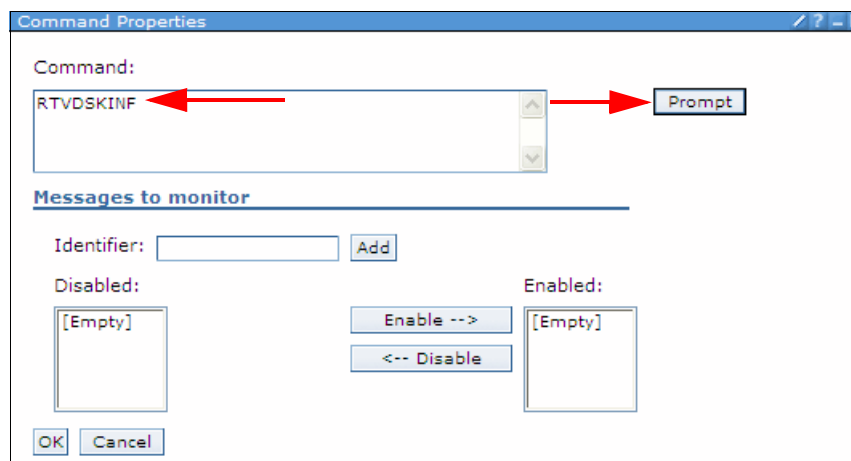 Command Properties
Command:
RTVDSKINF
Prompt
Messages to monitor
Identifier:
Add
Disabled:
Enabled:
[Empty]
Enable -->
[Empty]
<-- Disable
OK
Cancel